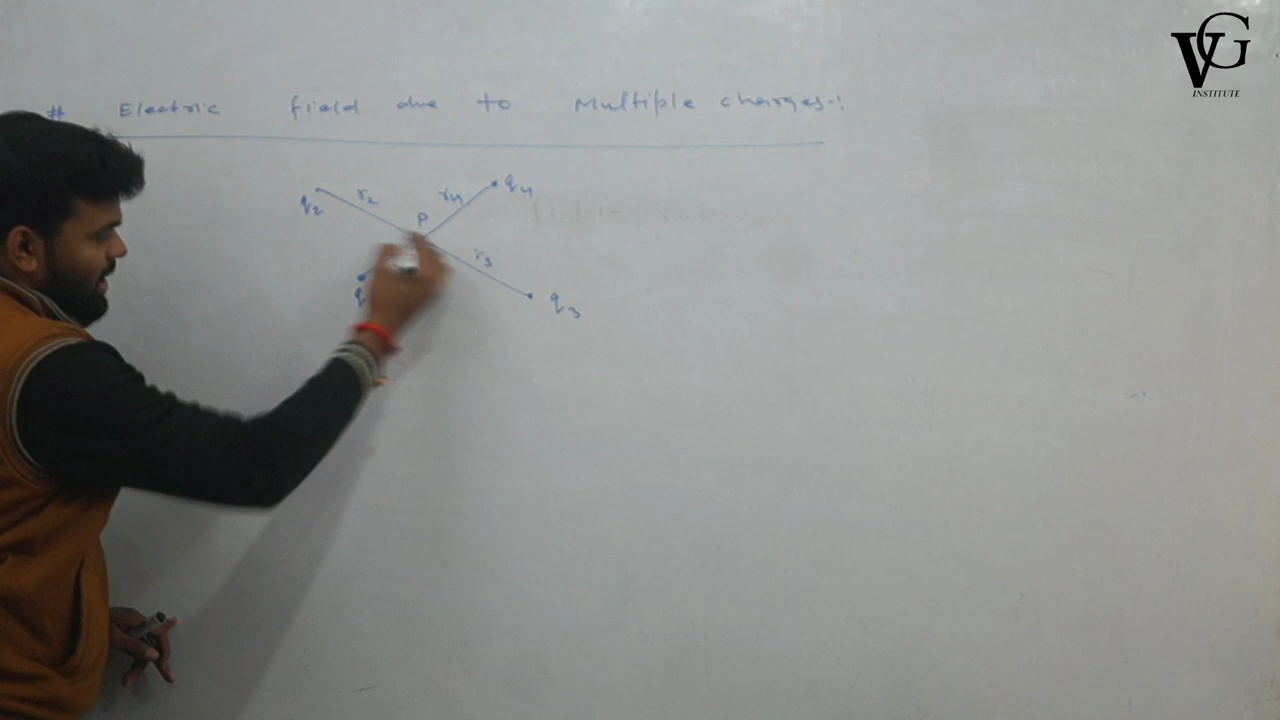 VG
INSTITUTE
# Electric field due to Multiple charges :
q2 r2 P r4 q4
q r3 q3